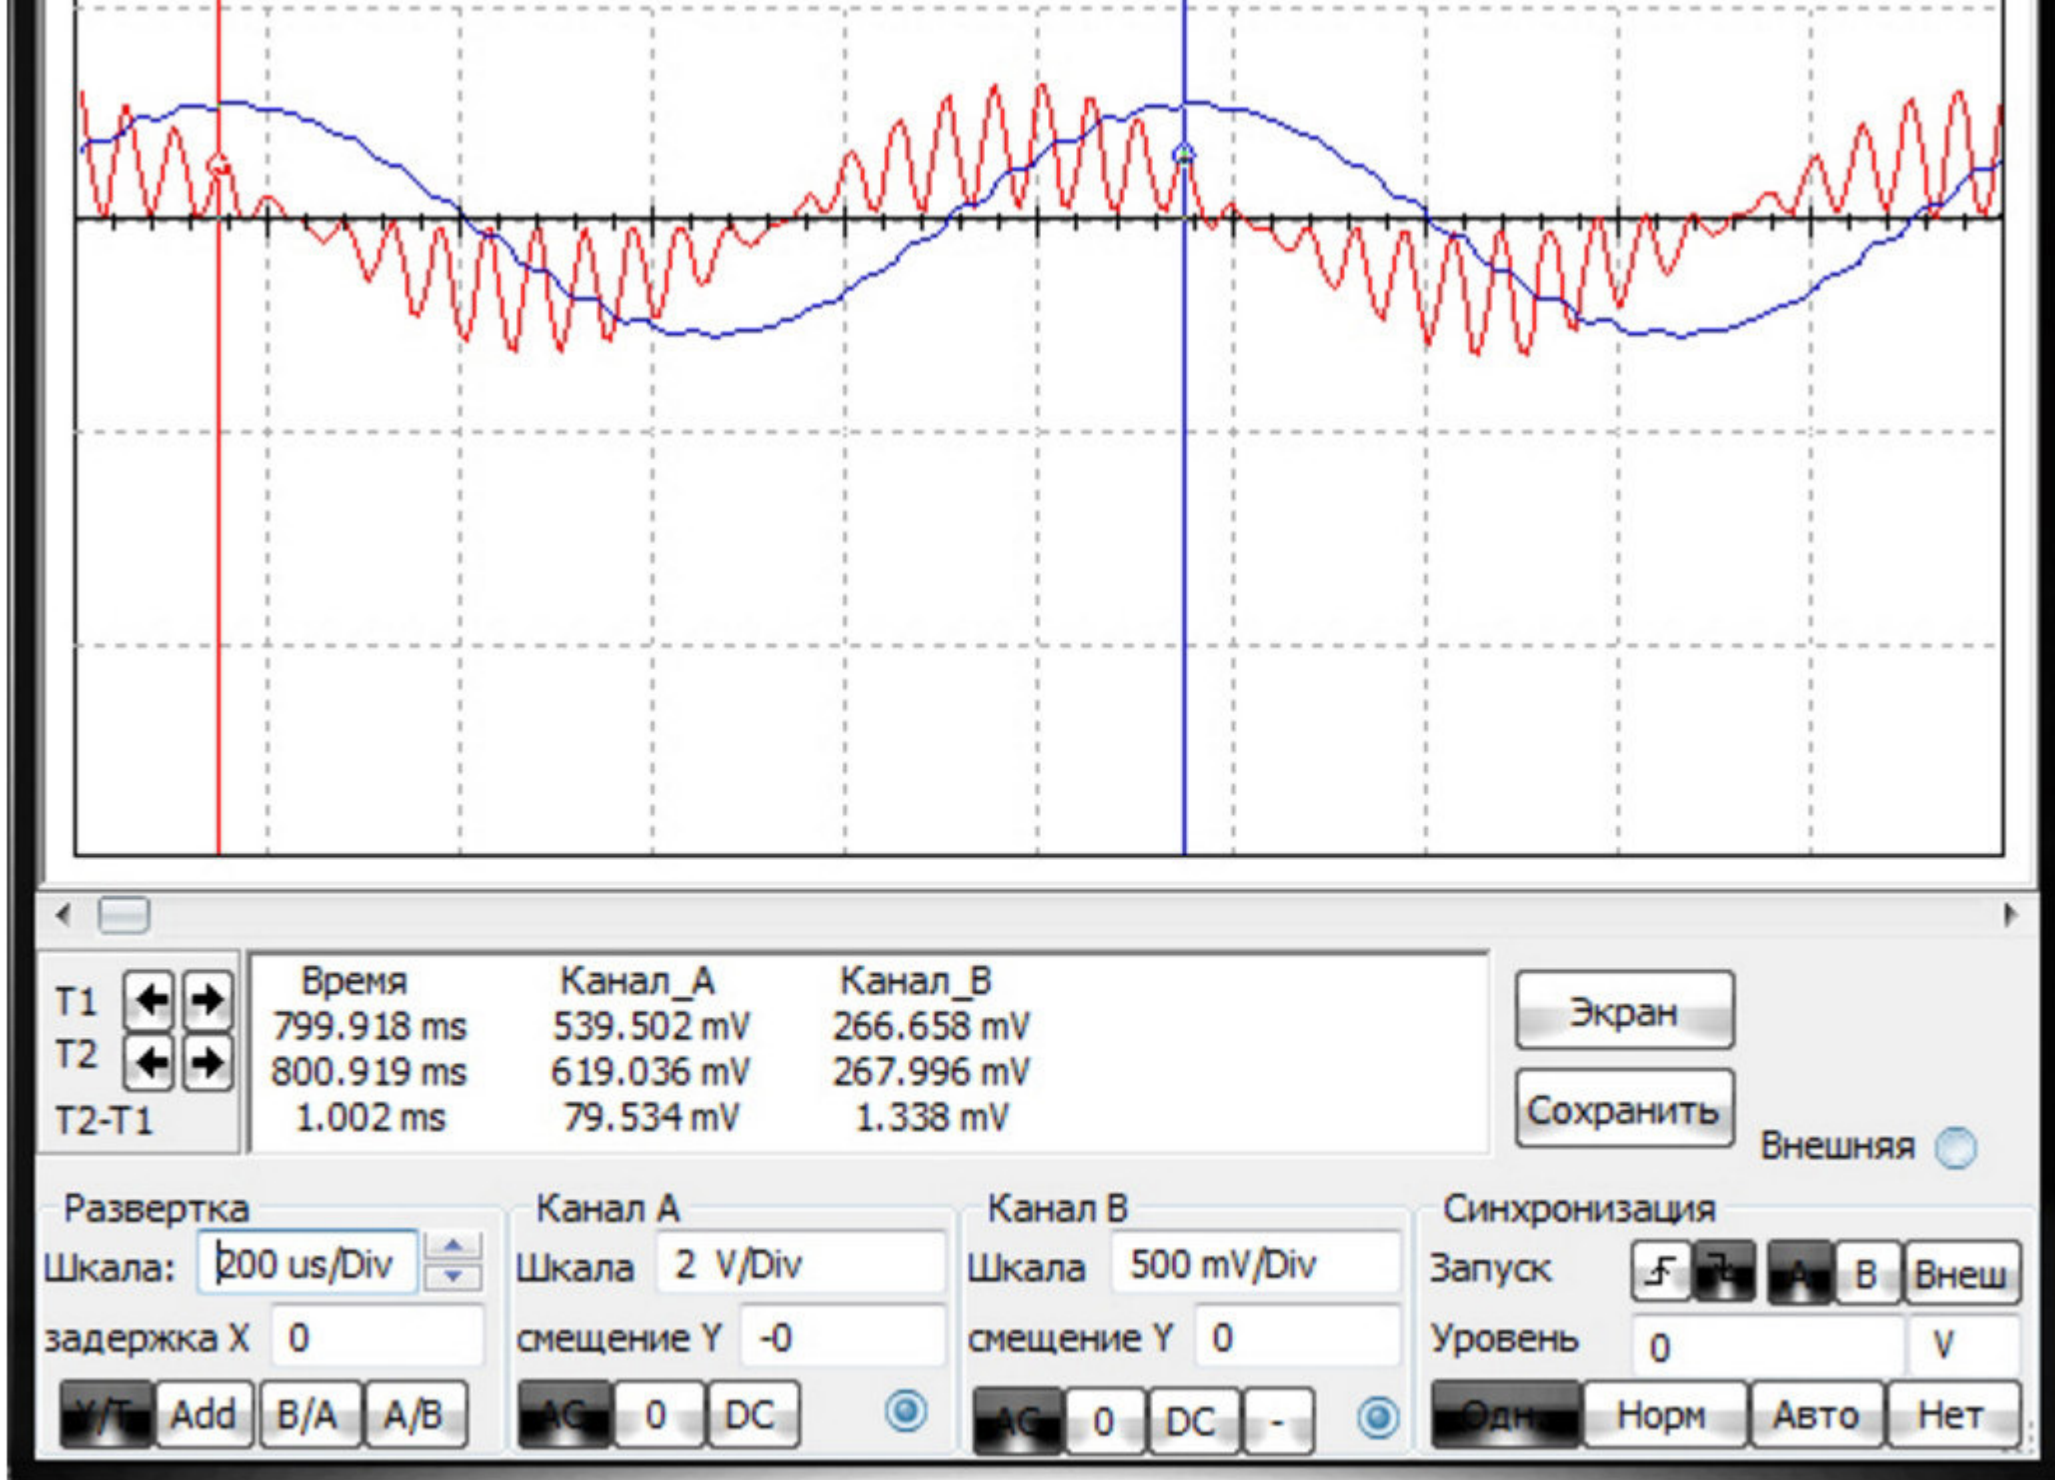 Время Канал_A Канал_B
T1 799.918 ms 539.502 mV 266.658 mV
T2 800.919 ms 619.036 mV 267.996 mV
T2-T1 1.002 ms 79.534 mV 1.338 mV
Экран
Сохранить
Внешняя
Развертка
Шкала: 200 us/Div
задержка X 0
Y/T Add B/A A/B
Канал A
Шкала 2 V/Div
смещение Y -0
AC 0 DC
Канал B
Шкала 500 mV/Div
смещение Y 0
AC 0 DC -
Синхронизация
Запуск A B Внеш
Уровень 0 V
Одн. Норм Авто Нет